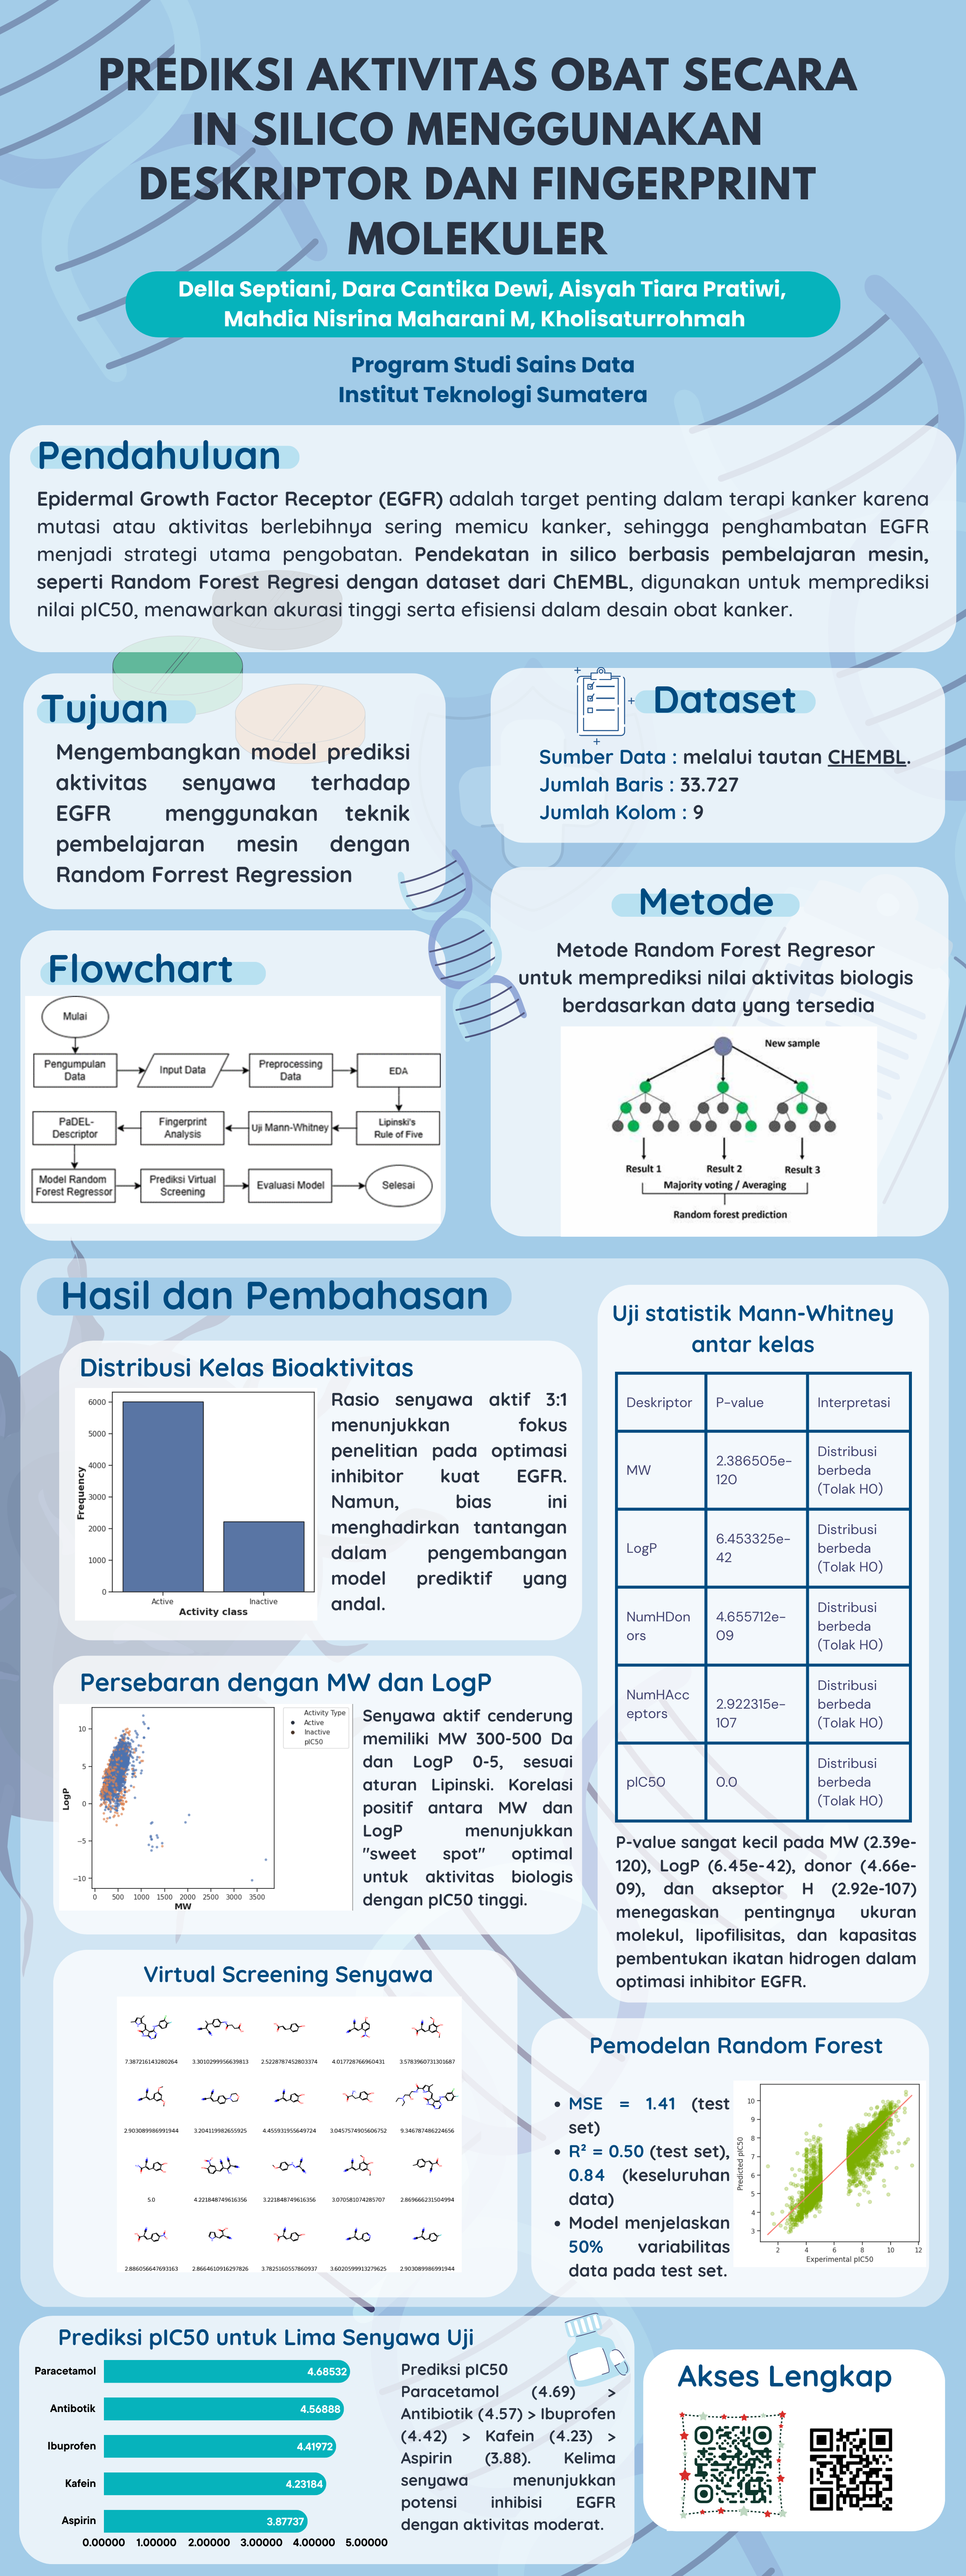 PREDIKSI AKTIVITAS OBAT SECARA
IN SILICO MENGGUNAKAN
DESKRIPTOR DAN FINGERPRINT
MOLEKULER
Della Septiani, Dara Cantika Dewi, Aisyah Tiara Pratiwi,
Mahdia Nisrina Maharani M, Kholisaturrohmah
Program Studi Sains Data
Institut Teknologi Sumatera
Pendahuluan
Epidermal Growth Factor Receptor (EGFR) adalah target penting dalam terapi kanker karena
mutasi atau aktivitas berlebihnya sering memicu kanker, sehingga penghambatan EGFR
menjadi strategi utama pengobatan. Pendekatan in silico berbasis pembelajaran mesin,
seperti Random Forest Regresi dengan dataset dari ChEMBL, digunakan untuk memprediksi
nilai pIC50, menawarkan akurasi tinggi serta efisiensi dalam desain obat kanker.
Tujuan
Mengembangkan model prediksi
aktivitas senyawa terhadap
EGFR menggunakan teknik
pembelajaran mesin dengan
Random Forrest Regression
Dataset
Sumber Data : melalui tautan CHEMBL.
Jumlah Baris : 33.727
Jumlah Kolom : 9
Flowchart
Mulai
Pengumpulan
Data
Input Data
Preprocessing
Data
EDA
PaDEL-
Descriptor
Fingerprint
Analysis
Uji Mann-Whitney
Lipinski's
Rule of Five
Model Random
Forest Regressor
Prediksi Virtual
Screening
Evaluasi Model
Selesai
Metode
Metode Random Forest Regresor
untuk memprediksi nilai aktivitas biologis
berdasarkan data yang tersedia
New sample
Result 1
Result 2
Result 3
Majority voting / Averaging
Random forest prediction
Hasil dan Pembahasan
Distribusi Kelas Bioaktivitas
6000
5000
4000
3000
2000
1000
0
Frequency
Active
Inactive
Activity class
Rasio senyawa aktif 3:1
menunjukkan fokus
penelitian pada optimasi
inhibitor kuat EGFR.
Namun, bias ini
menghadirkan tantangan
dalam pengembangan
model prediktif yang
andal.
Persebaran dengan MW dan LogP
10
5
0
−5
−10
LogP
0 500 1000 1500 2000 2500 3000 3500
MW
Activity Type
Active
Inactive
pIC50
Senyawa aktif cenderung
memiliki MW 300-500 Da
dan LogP 0-5, sesuai
aturan Lipinski. Korelasi
positif antara MW dan
LogP menunjukkan
"sweet spot" optimal
untuk aktivitas biologis
dengan pIC50 tinggi.
Uji statistik Mann-Whitney
antar kelas
Deskriptor P-value Interpretasi
MW
2.386505e-
120
Distribusi
berbeda
(Tolak H0)
LogP
6.453325e-
42
Distribusi
berbeda
(Tolak H0)
NumHDon
ors
4.655712e-
09
Distribusi
berbeda
(Tolak H0)
NumHAcc
eptors
2.922315e-
107
Distribusi
berbeda
(Tolak H0)
pIC50
0.0
Distribusi
berbeda
(Tolak H0)
P-value sangat kecil pada MW (2.39e-
120), LogP (6.45e-42), donor (4.66e-
09), dan akseptor H (2.92e-107)
menegaskan pentingnya ukuran
molekul, lipofilisitas, dan kapasitas
pembentukan ikatan hidrogen dalam
optimasi inhibitor EGFR.
Virtual Screening Senyawa
7.387216143280264 3.3010299956639813 2.5228787452803374 4.017728766960431 3.5783960731301687
2.903089986991944 3.204119982655925 4.455931955649724 3.0457574905606752 9.346787486224656
5.0 4.221848749616356 3.221848749616356 3.070581074285707 2.869666231504994
2.886056647693163 2.8664610916297826 3.7825160557860937 3.6020599913279625 2.903089986991944
Pemodelan Random Forest
• MSE = 1.41 (test
set)
• R² = 0.50 (test set),
0.84 (keseluruhan
data)
• Model menjelaskan
50% variabilitas
data pada test set.
10
9
8
7
6
5
4
3
Predicted pIC50
2 4 6 8 10 12
Experimental pIC50
Prediksi pIC50 untuk Lima Senyawa Uji
Paracetamol 4.68532
Antibotik 4.56888
Ibuprofen 4.41972
Kafein 4.23184
Aspirin 3.87737
0.00000 1.00000 2.00000 3.00000 4.00000 5.00000
Prediksi pIC50
Paracetamol (4.69) >
Antibiotik (4.57) > Ibuprofen
(4.42) > Kafein (4.23) >
Aspirin (3.88). Kelima
senyawa menunjukkan
potensi inhibisi EGFR
dengan aktivitas moderat.
Akses Lengkap